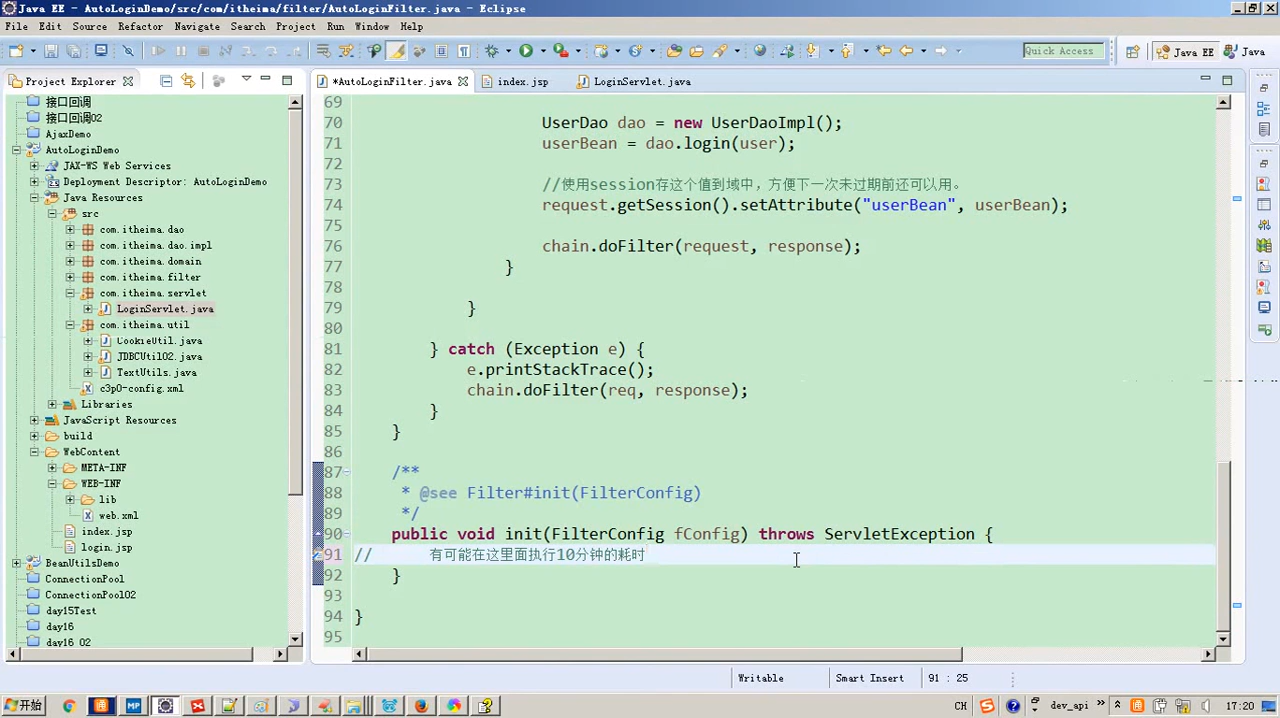 Java EE - AutoLoginDemo/src/com/itheima/filter/AutoLoginFilter.java - Eclipse
File Edit Source Refactor Navigate Search Project Run Window Help
Quick Access
Java EE
Java
Project Explorer
*AutoLoginFilter.java
index.jsp
LoginServlet.java
接口回调
接口回调02
AjaxDemo
AutoLoginDemo
JAX-WS Web Services
Deployment Descriptor: AutoLoginDemo
Java Resources
src
com.itheima.dao
com.itheima.dao.impl
com.itheima.domain
com.itheima.filter
com.itheima.servlet
LoginServlet.java
com.itheima.util
CookieUtil.java
JDBCUtil02.java
TextUtils.java
c3p0-config.xml
Libraries
JavaScript Resources
build
WebContent
META-INF
WEB-INF
lib
web.xml
index.jsp
login.jsp
BeanUtilsDemo
ConnectionPool
ConnectionPool02
day15Test
day16
day16_02
69
70 UserDao dao = new UserDaoImpl();
71 userBean = dao.login(user);
72
73 //使用session存这个值到域中，方便下一次未过期前还可以用。
74 request.getSession().setAttribute("userBean", userBean);
75
76 chain.doFilter(request, response);
77 }
78
79 }
80
81 } catch (Exception e) {
82 e.printStackTrace();
83 chain.doFilter(req, response);
84 }
85 }
86
87 /**
88 * @see Filter#init(FilterConfig)
89 */
90 public void init(FilterConfig fConfig) throws ServletException {
91 // 有可能在这里面执行10分钟的耗时
92 }
93
94 }
95
Writable
Smart Insert
91 : 25
开始
MP
CH
dev_api
17:20